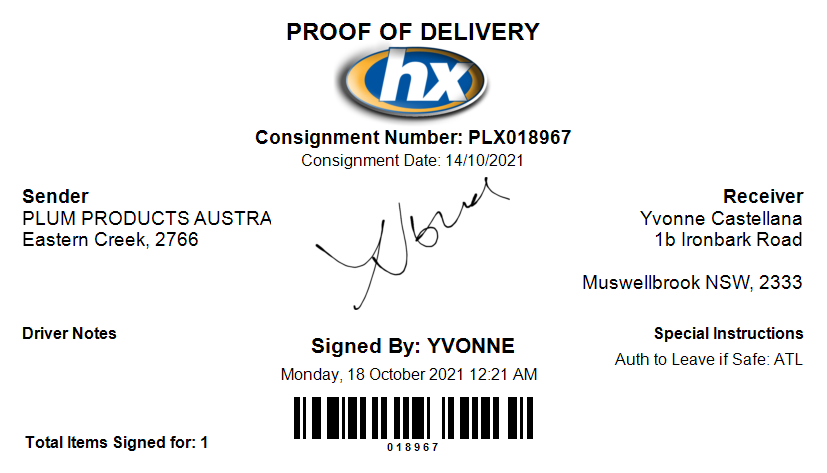 PROOF OF DELIVERY
hx
Consignment Number: PLX018967
Consignment Date: 14/10/2021
Sender
PLUM PRODUCTS AUSTRA
Eastern Creek, 2766
Receiver
Yvonne Castellana
1b Ironbark Road
Muswellbrook NSW, 2333
Driver Notes
Signed By: YVONNE
Monday, 18 October 2021 12:21 AM
Special Instructions
Auth to Leave if Safe: ATL
018967
Total Items Signed for: 1